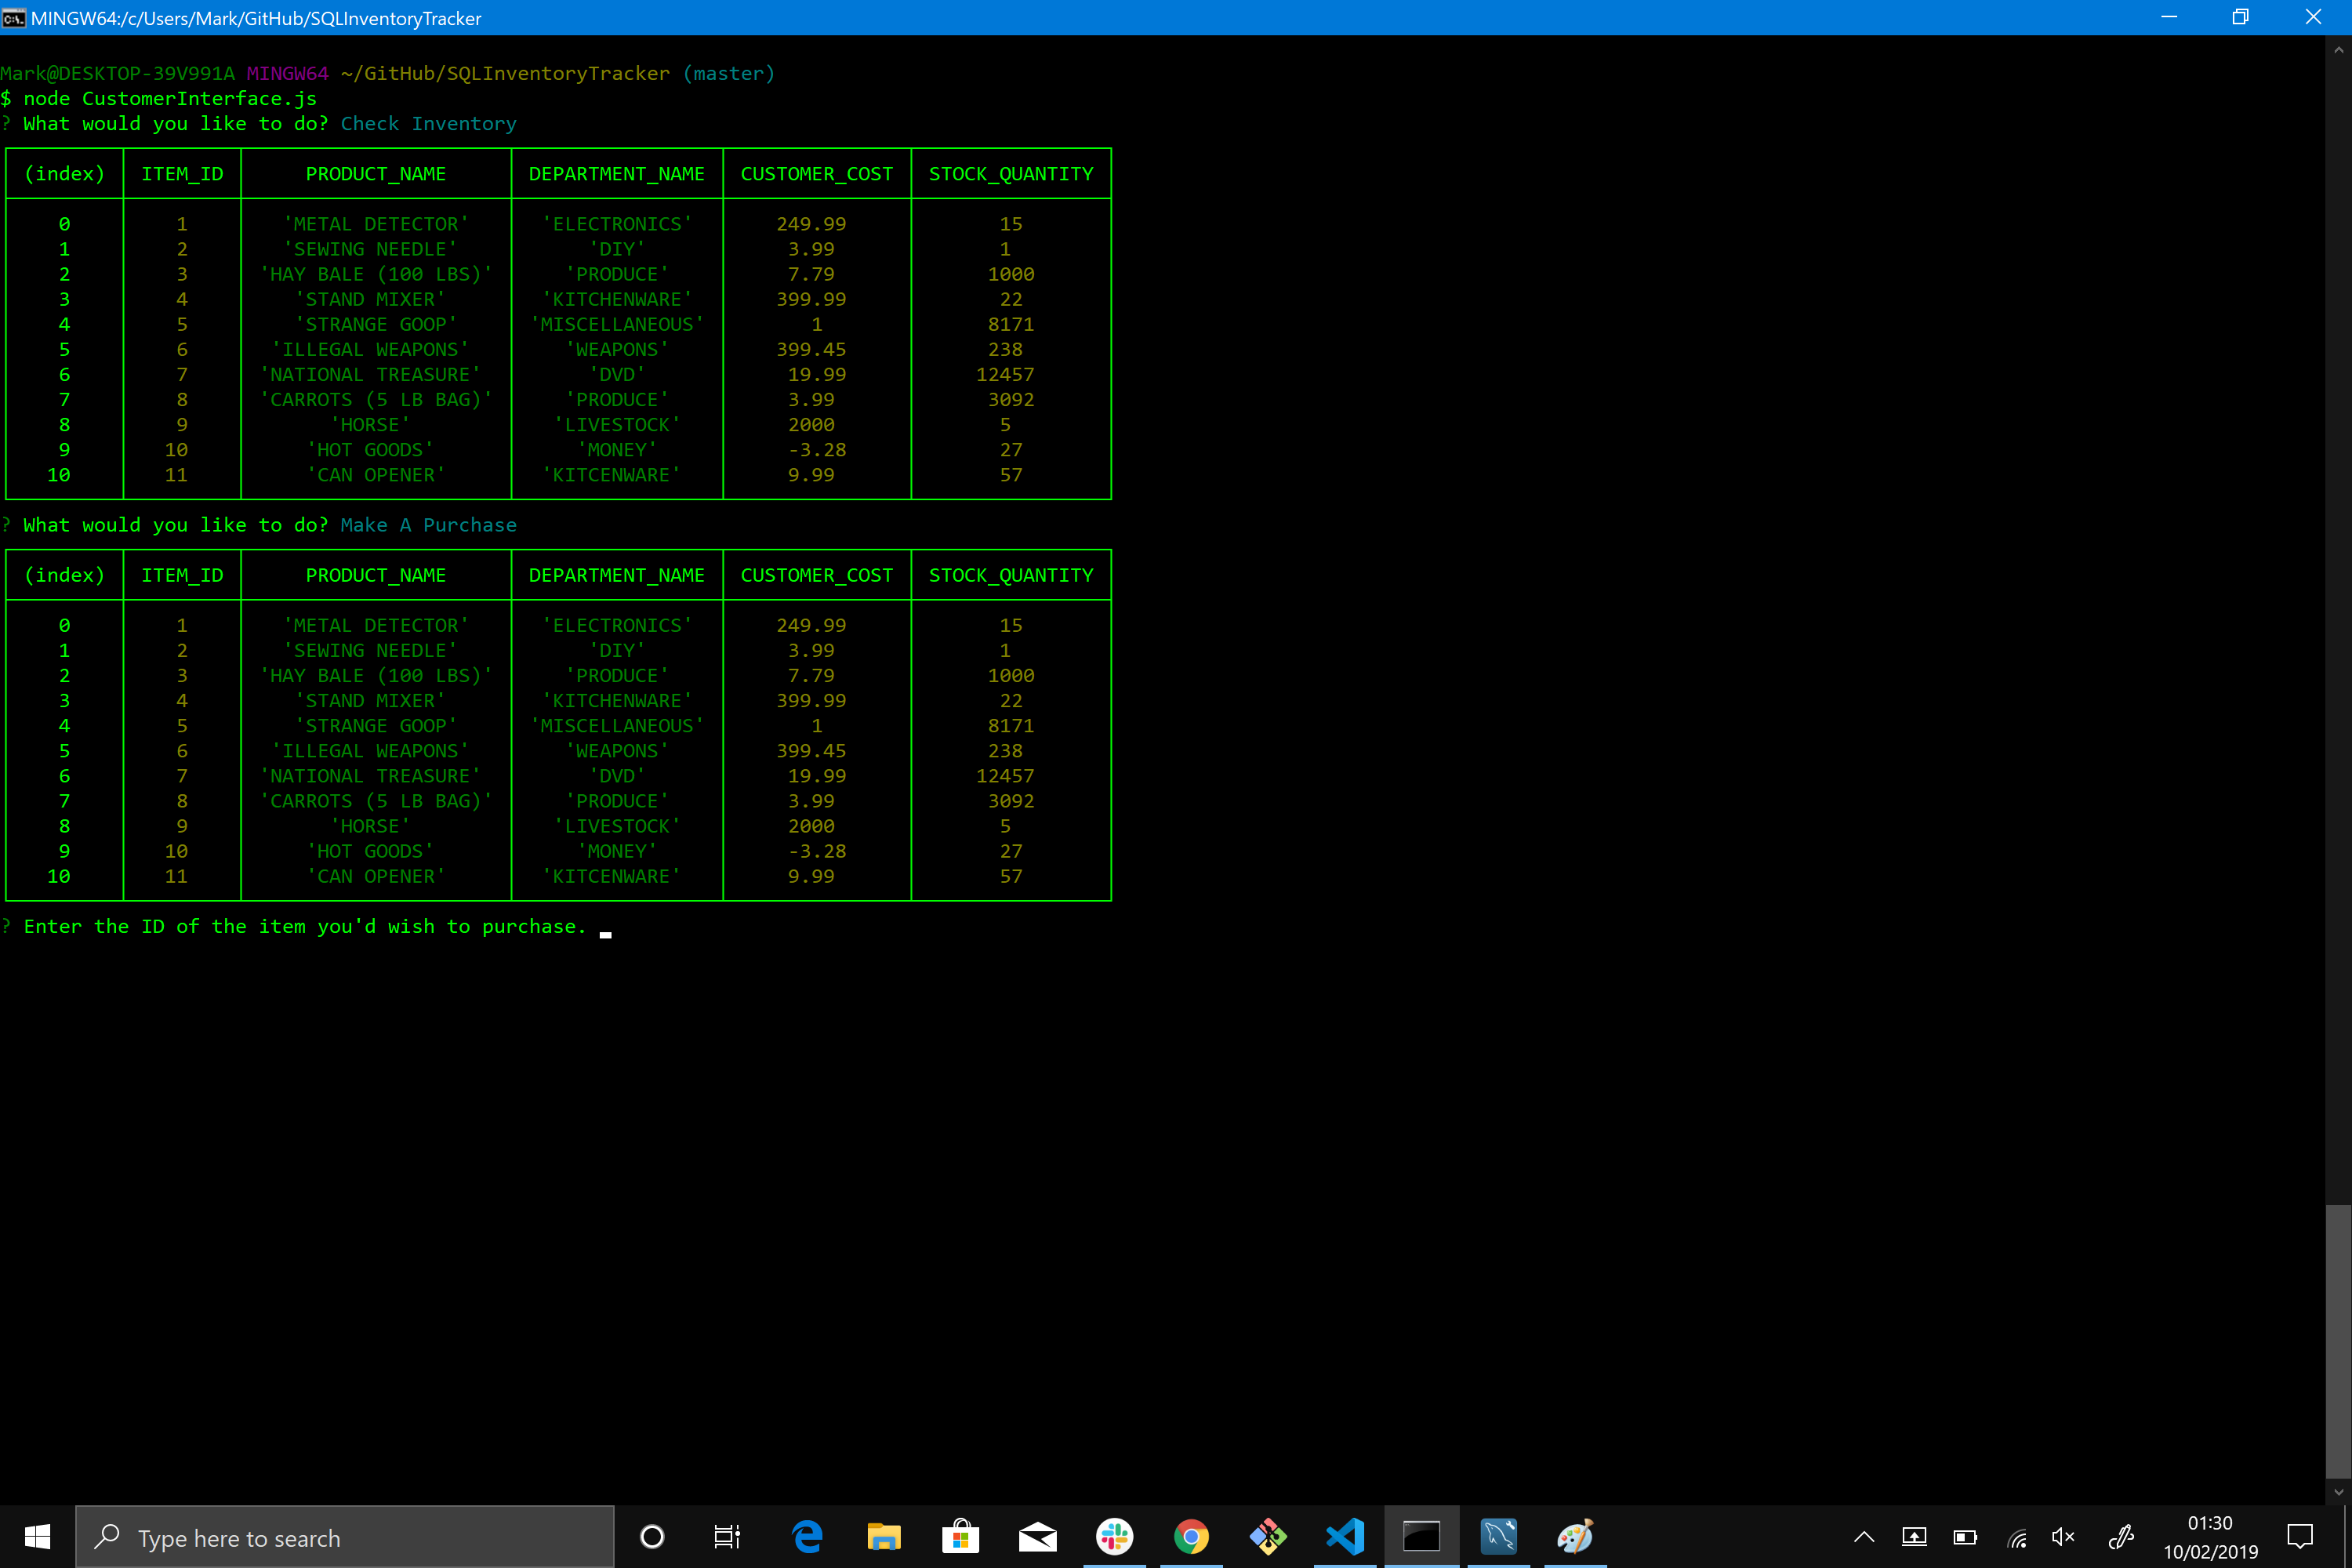 MINGW64:/c/Users/Mark/GitHub/SQLInventoryTracker
Mark@DESKTOP-39V991A MINGW64 ~/GitHub/SQLInventoryTracker (master)
$ node CustomerInterface.js
? What would you like to do? Check Inventory
(index) ITEM_ID PRODUCT_NAME DEPARTMENT_NAME CUSTOMER_COST STOCK_QUANTITY
0 1 'METAL DETECTOR' 'ELECTRONICS' 249.99 15
1 2 'SEWING NEEDLE' 'DIY' 3.99 1
2 3 'HAY BALE (100 LBS)' 'PRODUCE' 7.79 1000
3 4 'STAND MIXER' 'KITCHENWARE' 399.99 22
4 5 'STRANGE GOOP' 'MISCELLANEOUS' 1 8171
5 6 'ILLEGAL WEAPONS' 'WEAPONS' 399.45 238
6 7 'NATIONAL TREASURE' 'DVD' 19.99 12457
7 8 'CARROTS (5 LB BAG)' 'PRODUCE' 3.99 3092
8 9 'HORSE' 'LIVESTOCK' 2000 5
9 10 'HOT GOODS' 'MONEY' -3.28 27
10 11 'CAN OPENER' 'KITCENWARE' 9.99 57
? What would you like to do? Make A Purchase
(index) ITEM_ID PRODUCT_NAME DEPARTMENT_NAME CUSTOMER_COST STOCK_QUANTITY
0 1 'METAL DETECTOR' 'ELECTRONICS' 249.99 15
1 2 'SEWING NEEDLE' 'DIY' 3.99 1
2 3 'HAY BALE (100 LBS)' 'PRODUCE' 7.79 1000
3 4 'STAND MIXER' 'KITCHENWARE' 399.99 22
4 5 'STRANGE GOOP' 'MISCELLANEOUS' 1 8171
5 6 'ILLEGAL WEAPONS' 'WEAPONS' 399.45 238
6 7 'NATIONAL TREASURE' 'DVD' 19.99 12457
7 8 'CARROTS (5 LB BAG)' 'PRODUCE' 3.99 3092
8 9 'HORSE' 'LIVESTOCK' 2000 5
9 10 'HOT GOODS' 'MONEY' -3.28 27
10 11 'CAN OPENER' 'KITCENWARE' 9.99 57
? Enter the ID of the item you'd wish to purchase.
Type here to search
01:30
10/02/2019